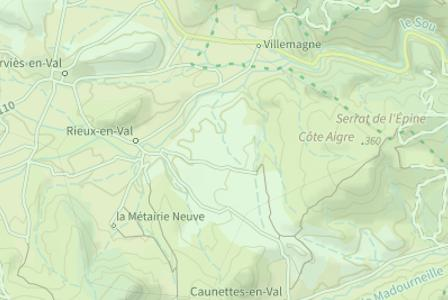 le Sou
Villemagne
rviès-en-Val
110
Serrat de l'Épine
Rieux-en-Val
Côte Aigre
360
la Métairie Neuve
Madourneille
Caunettes-en-Val